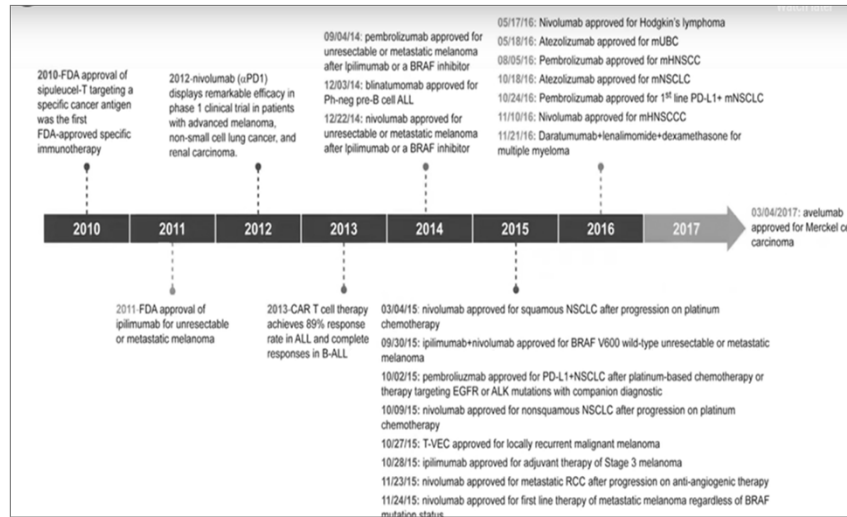 2010-FDA approval of
sipuleucel-T targeting a
specific cancer antigen
was the first
FDA-approved specific
immunotherapy
2012-nivolumab (αPD1)
displays remarkable efficacy in
phase 1 clinical trial in patients
with advanced melanoma,
non-small cell lung cancer, and
renal carcinoma.
09/04/14: pembrolizumab approved for
unresectable or metastatic melanoma
after Ipilimumab or a BRAF inhibitor
12/03/14: blinatumomab approved for
Ph-neg pre-B cell ALL
12/22/14: nivolumab approved for
unresectable or metastatic melanoma
after Ipilimumab or a BRAF inhibitor
05/17/16: Nivolumab approved for Hodgkin's lymphoma
05/18/16: Atezolizumab approved for mUBC
08/05/16: Pembrolizumab approved for mHNSCC
10/18/16: Atezolizumab approved for mNSCLC
10/24/16: Pembrolizumab approved for 1st line PD-L1+ mNSCLC
11/10/16: Nivolumab approved for mHNSCCC
11/21/16: Daratumumab+lenalimomide+dexamethasone for
multiple myeloma
2010 2011 2012 2013 2014 2015 2016 2017
03/04/2017: avelumab
approved for Merckel ce
carcinoma
2011-FDA approval of
ipilimumab for unresectable
or metastatic melanoma
2013-CAR T cell therapy
achieves 89% response
rate in ALL and complete
responses in B-ALL
03/04/15: nivolumab approved for squamous NSCLC after progression on platinum
chemotherapy
09/30/15: ipilimumab+nivolumab approved for BRAF V600 wild-type unresectable or metastatic
melanoma
10/02/15: pembroliuzmab approved for PD-L1+NSCLC after platinum-based chemotherapy or
therapy targeting EGFR or ALK mutations with companion diagnostic
10/09/15: nivolumab approved for nonsquamous NSCLC after progression on platinum
chemotherapy
10/27/15: T-VEC approved for locally recurrent malignant melanoma
10/28/15: ipilimumab approved for adjuvant therapy of Stage 3 melanoma
11/23/15: nivolumab approved for metastatic RCC after progression on anti-angiogenic therapy
11/24/15: nivolumab approved for first line therapy of metastatic melanoma regardless of BRAF
mutation status